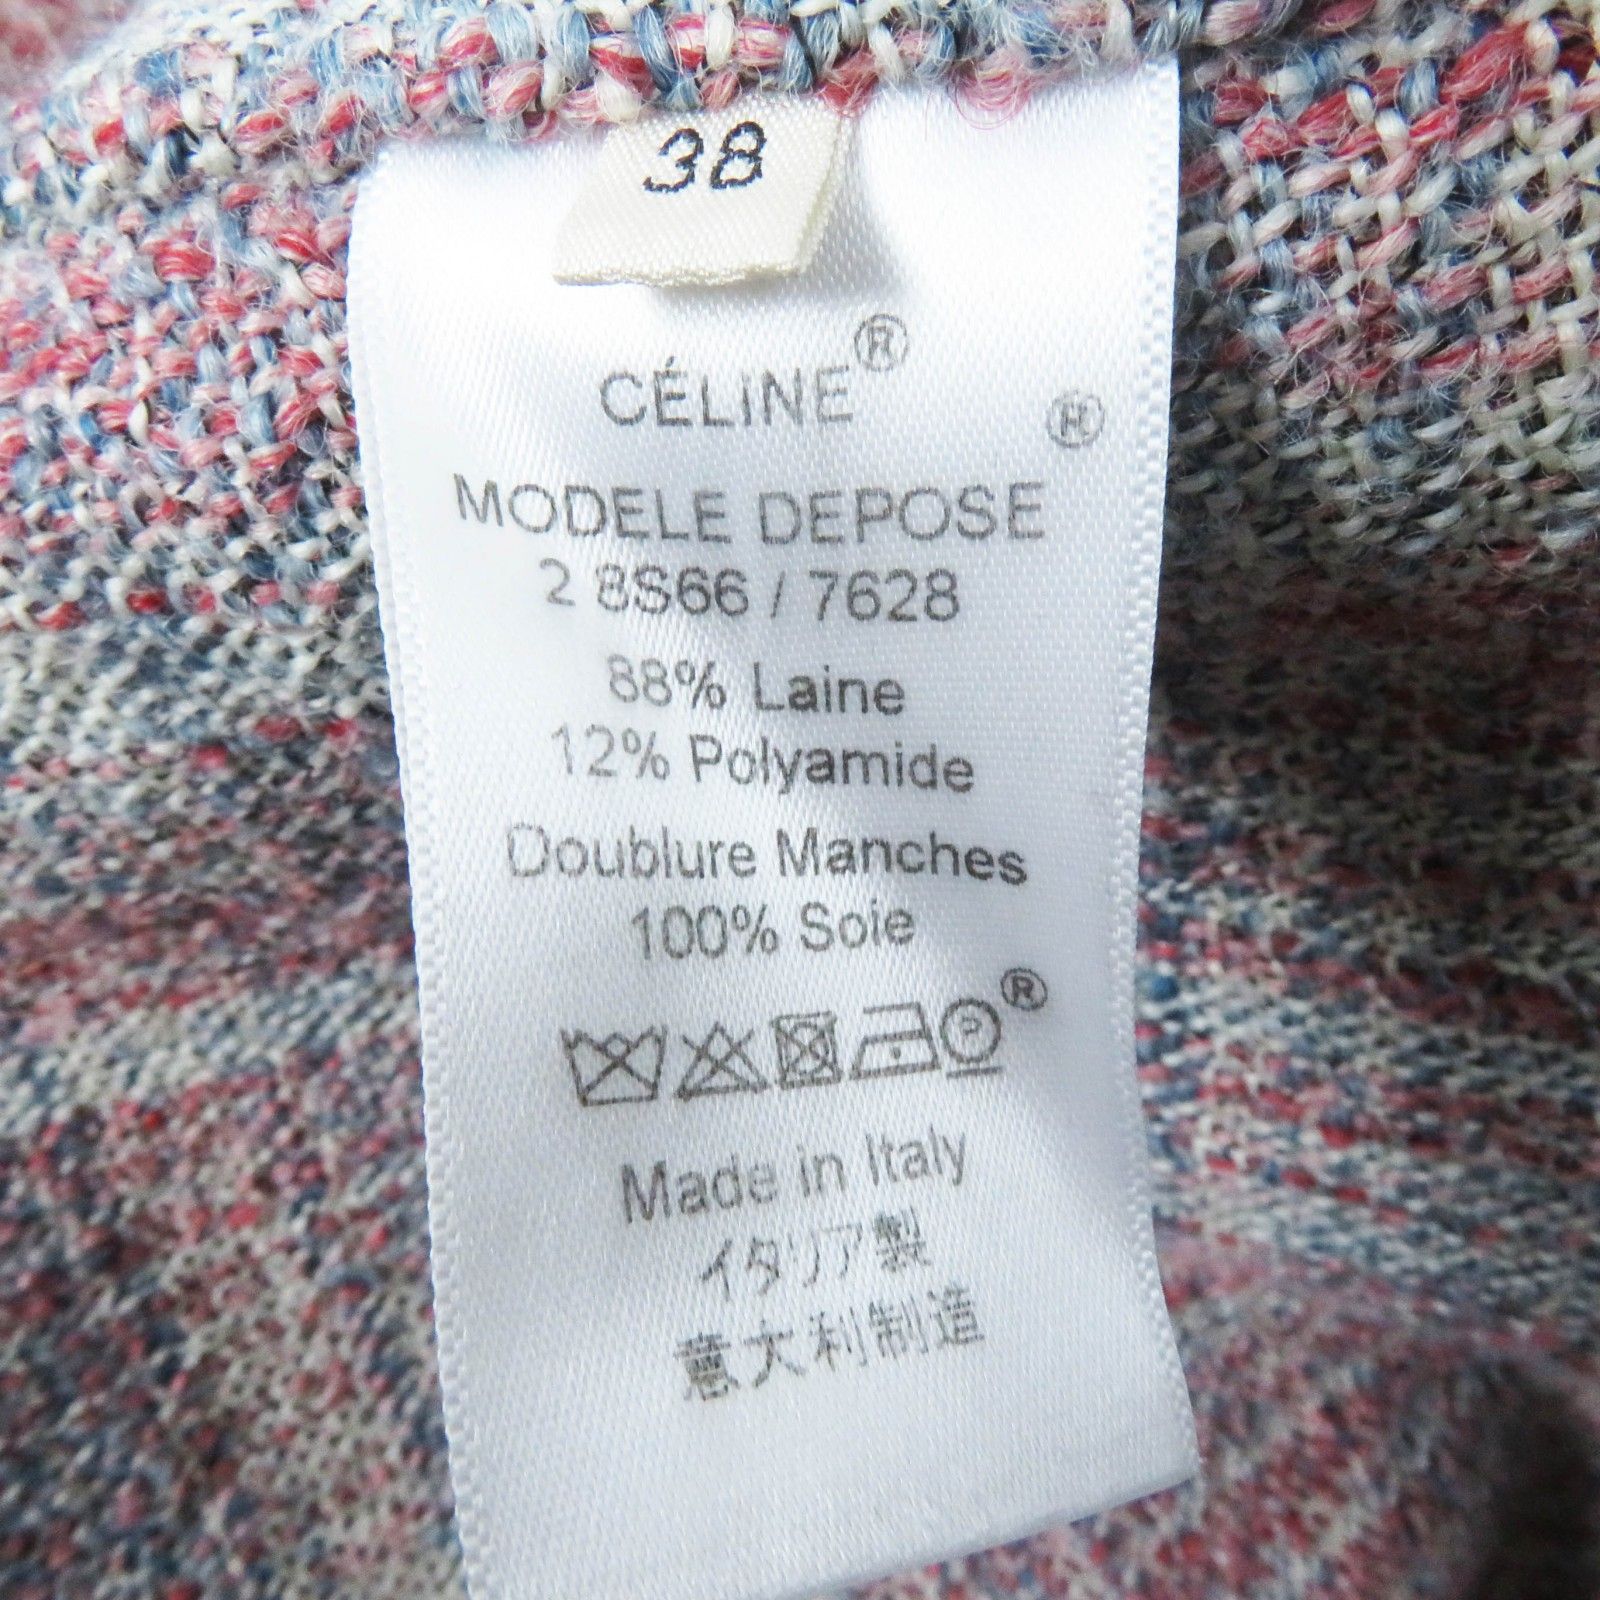 38
CÉLINE®
Ⓗ
MODELE DEPOSE
2 8S66 / 7628
88% Laine
12% Polyamide
Doublure Manches
100% Soie
P ®
Made in Italy
イタリア製
意大利制造